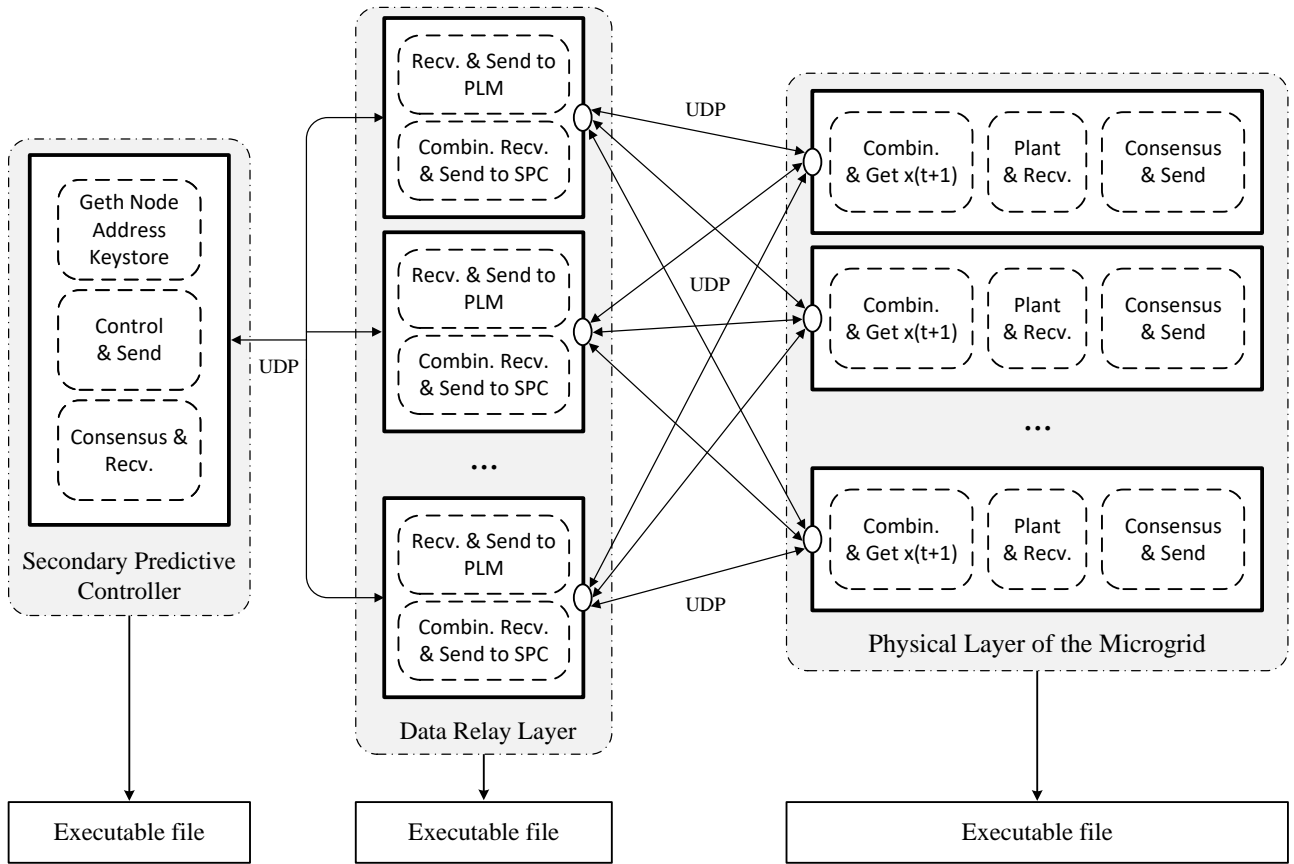 Geth Node
Address
Keystore
Control
& Send
Consensus &
Recv.
Secondary Predictive
Controller
UDP
Recv. & Send to
PLM
Combin. Recv.
& Send to SPC
Recv. & Send to
PLM
Combin. Recv.
& Send to SPC
...
Recv. & Send to
PLM
Combin. Recv.
& Send to SPC
Data Relay Layer
UDP
UDP
UDP
Combin.
& Get x(t+1)
Plant
& Recv.
Consensus
& Send
Combin.
& Get x(t+1)
Plant
& Recv.
Consensus
& Send
...
Combin.
& Get x(t+1)
Plant
& Recv.
Consensus
& Send
Physical Layer of the Microgrid
Executable file
Executable file
Executable file